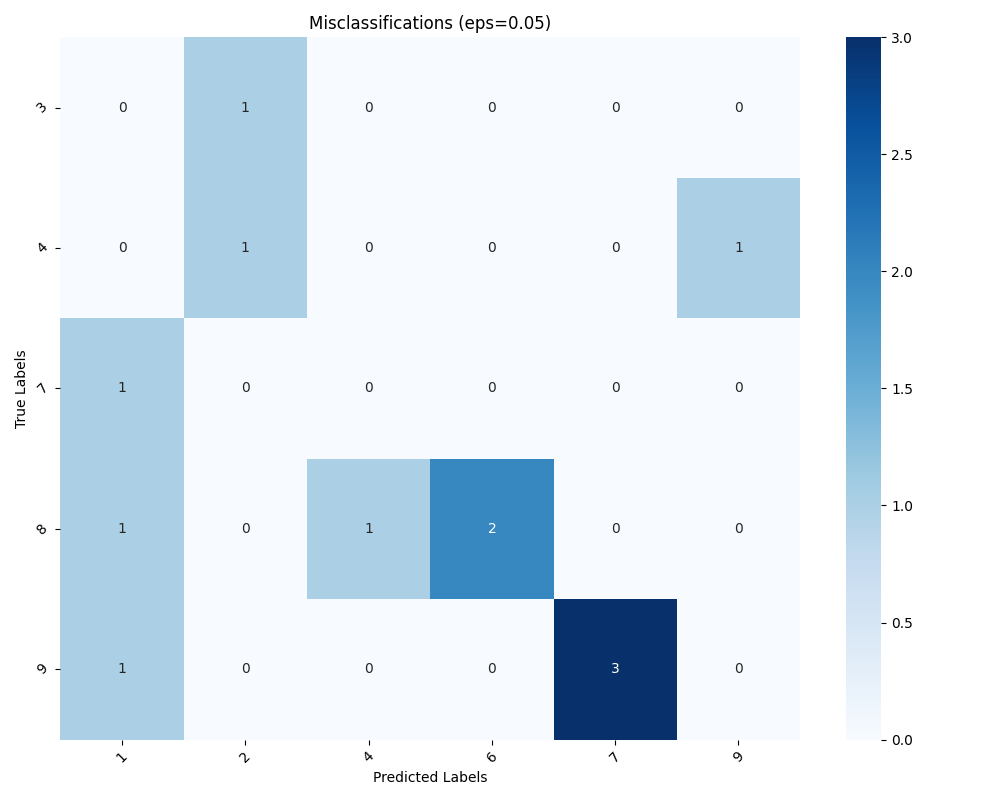 Misclassifications (eps=0.05)
True Labels
3 0 1 0 0 0 0
4 0 1 0 0 0 1
7 1 0 0 0 0 0
8 1 0 1 2 0 0
9 1 0 0 0 3 0
1 2 4 6 7 9
Predicted Labels
3.0
2.5
2.0
1.5
1.0
0.5
0.0